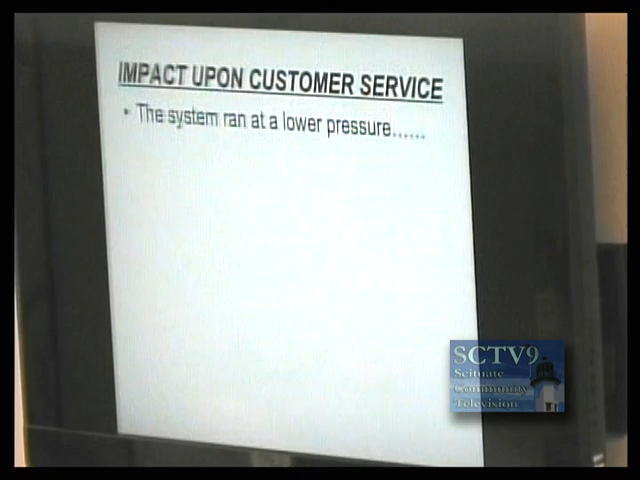 IMPACT UPON CUSTOMER SERVICE
• The system ran at a lower pressure......
SCTV9
Scituate
Community
Television